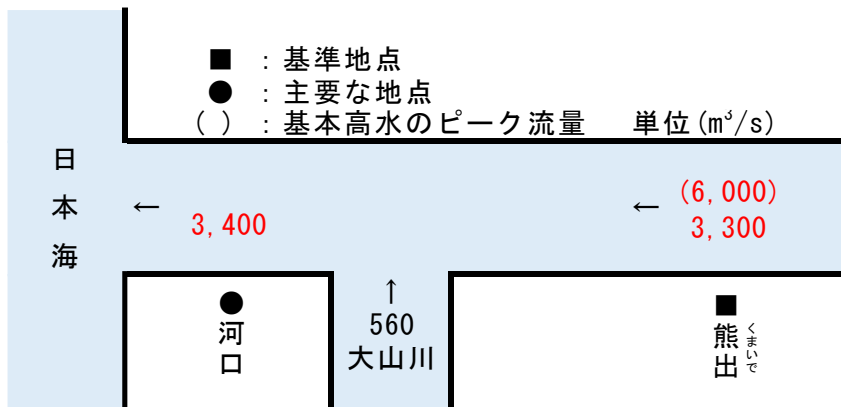 ■ : 基準地点
● : 主要な地点
( ) : 基本高水のピーク流量 単位(m³/s)
日本海
← 3,400
← (6,000)
3,300
●
河口
↑
560
大山川
■
熊出
くまいで